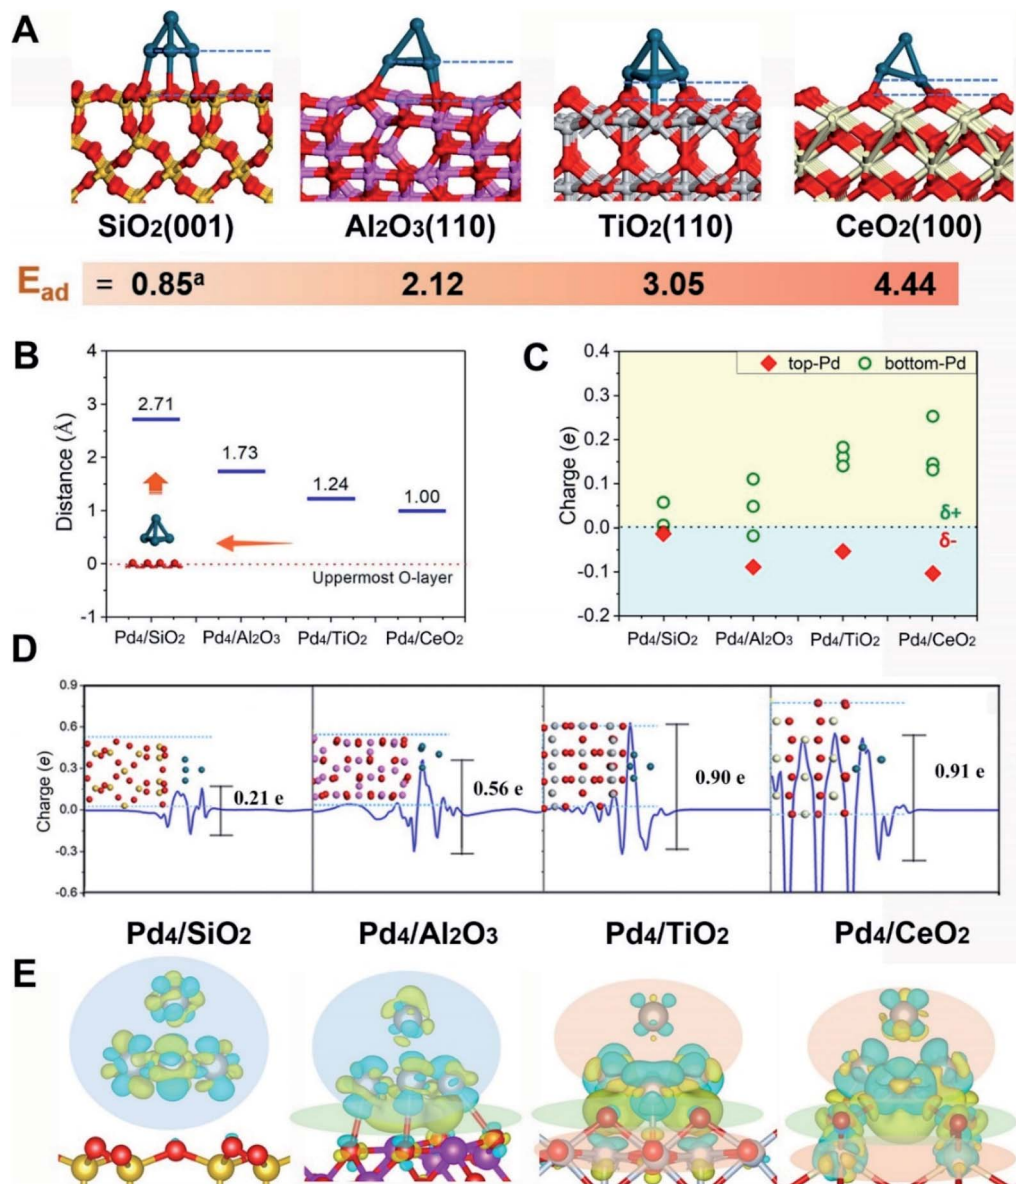 A
SiO2(001) Al2O3(110) TiO2(110) CeO2(100)
Ead = 0.85ᵃ 2.12 3.05 4.44
B
Distance (Å)
4
3
2
1
0
-1
2.71
1.73
1.24
1.00
Uppermost O-layer
Pd4/SiO2 Pd4/Al2O3 Pd4/TiO2 Pd4/CeO2
C
Charge (e)
0.4
0.3
0.2
0.1
0.0
-0.1
-0.2
top-Pd bottom-Pd
δ+
δ-
Pd4/SiO2 Pd4/Al2O3 Pd4/TiO2 Pd4/CeO2
D
Charge (e)
0.9
0.6
0.3
0.0
-0.3
-0.6
0.21 e
0.56 e
0.90 e
0.91 e
Pd4/SiO2 Pd4/Al2O3 Pd4/TiO2 Pd4/CeO2
E